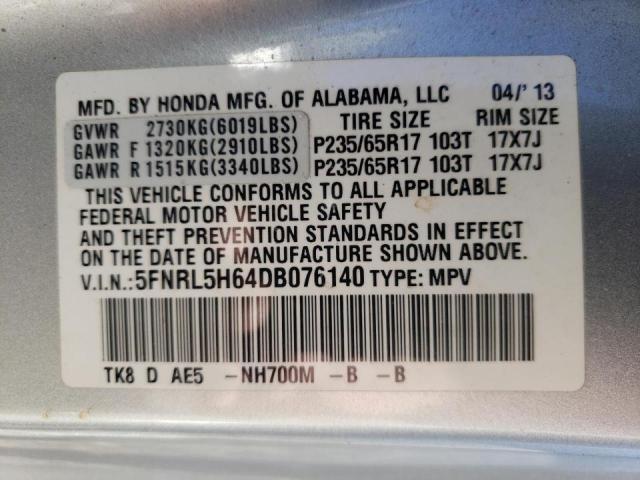 MFD. BY HONDA MFG. OF ALABAMA, LLC 04/'13
GVWR 2730KG(6019LBS) TIRE SIZE RIM SIZE
GAWR F 1320KG(2910LBS) P235/65R17 103T 17X7J
GAWR R 1515KG(3340LBS) P235/65R17 103T 17X7J
THIS VEHICLE CONFORMS TO ALL APPLICABLE
FEDERAL MOTOR VEHICLE SAFETY
AND THEFT PREVENTION STANDARDS IN EFFECT
ON THE DATE OF MANUFACTURE SHOWN ABOVE.
V.I.N.:5FNRL5H64DB076140 TYPE: MPV
TK8 D AE5 -NH700M -B -B